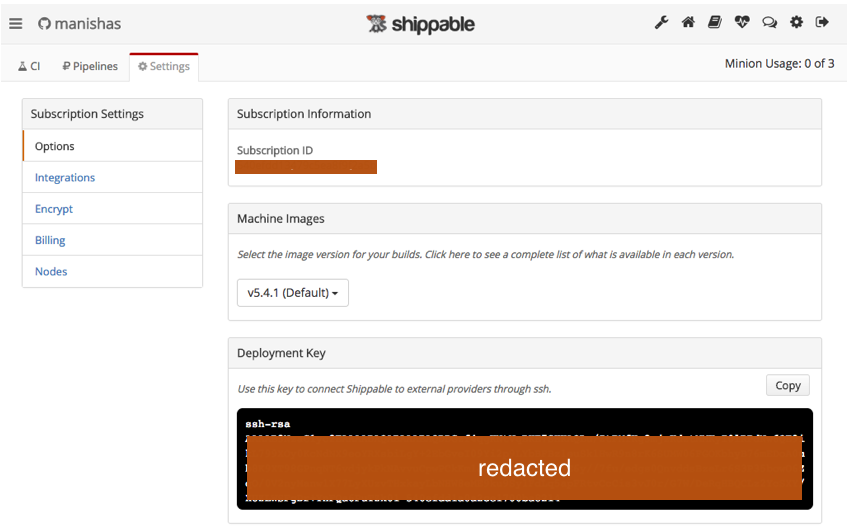 manishas
shippable
CI
Pipelines
Settings
Minion Usage: 0 of 3
Subscription Settings
Options
Integrations
Encrypt
Billing
Nodes
Subscription Information
Subscription ID
Machine Images
Select the image version for your builds. Click here to see a complete list of what is available in each version.
v5.4.1 (Default)
Deployment Key
Use this key to connect Shippable to external providers through ssh.
Copy
ssh-rsa
redacted